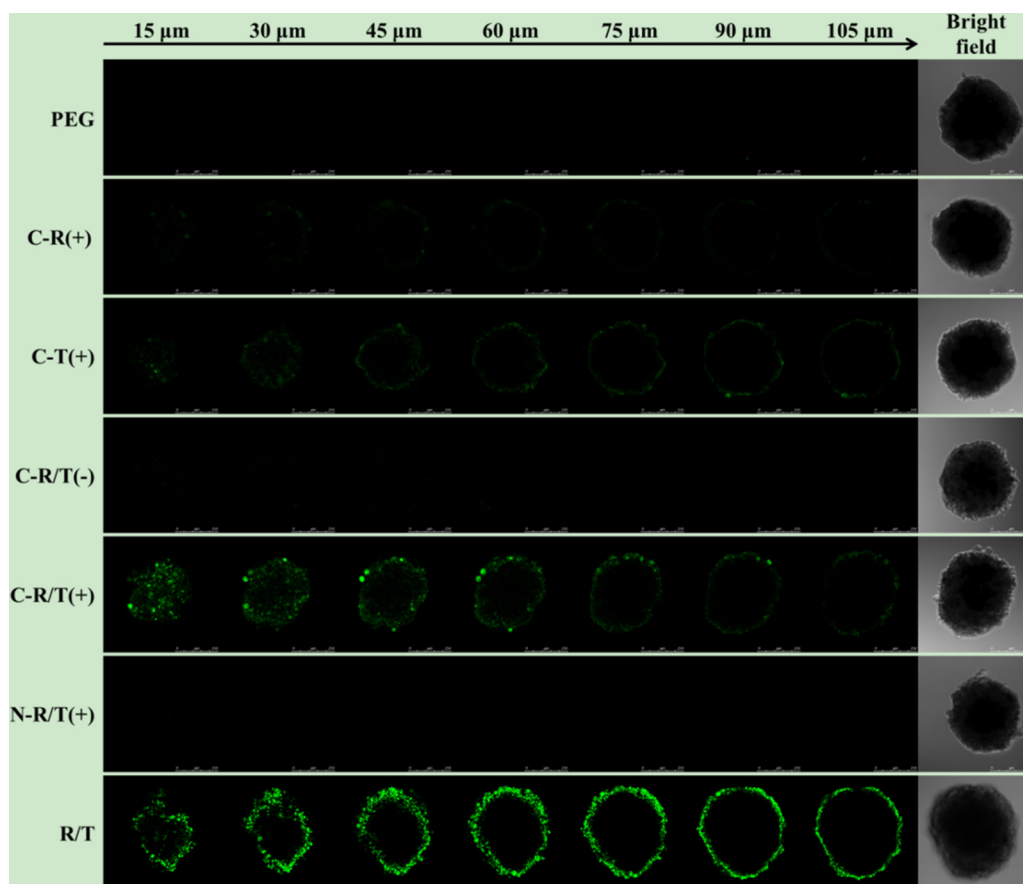 15 μm 30 μm 45 μm 60 μm 75 μm 90 μm 105 μm Bright
field
PEG
C-R(+)
C-T(+)
C-R/T(-)
C-R/T(+)
N-R/T(+)
R/T